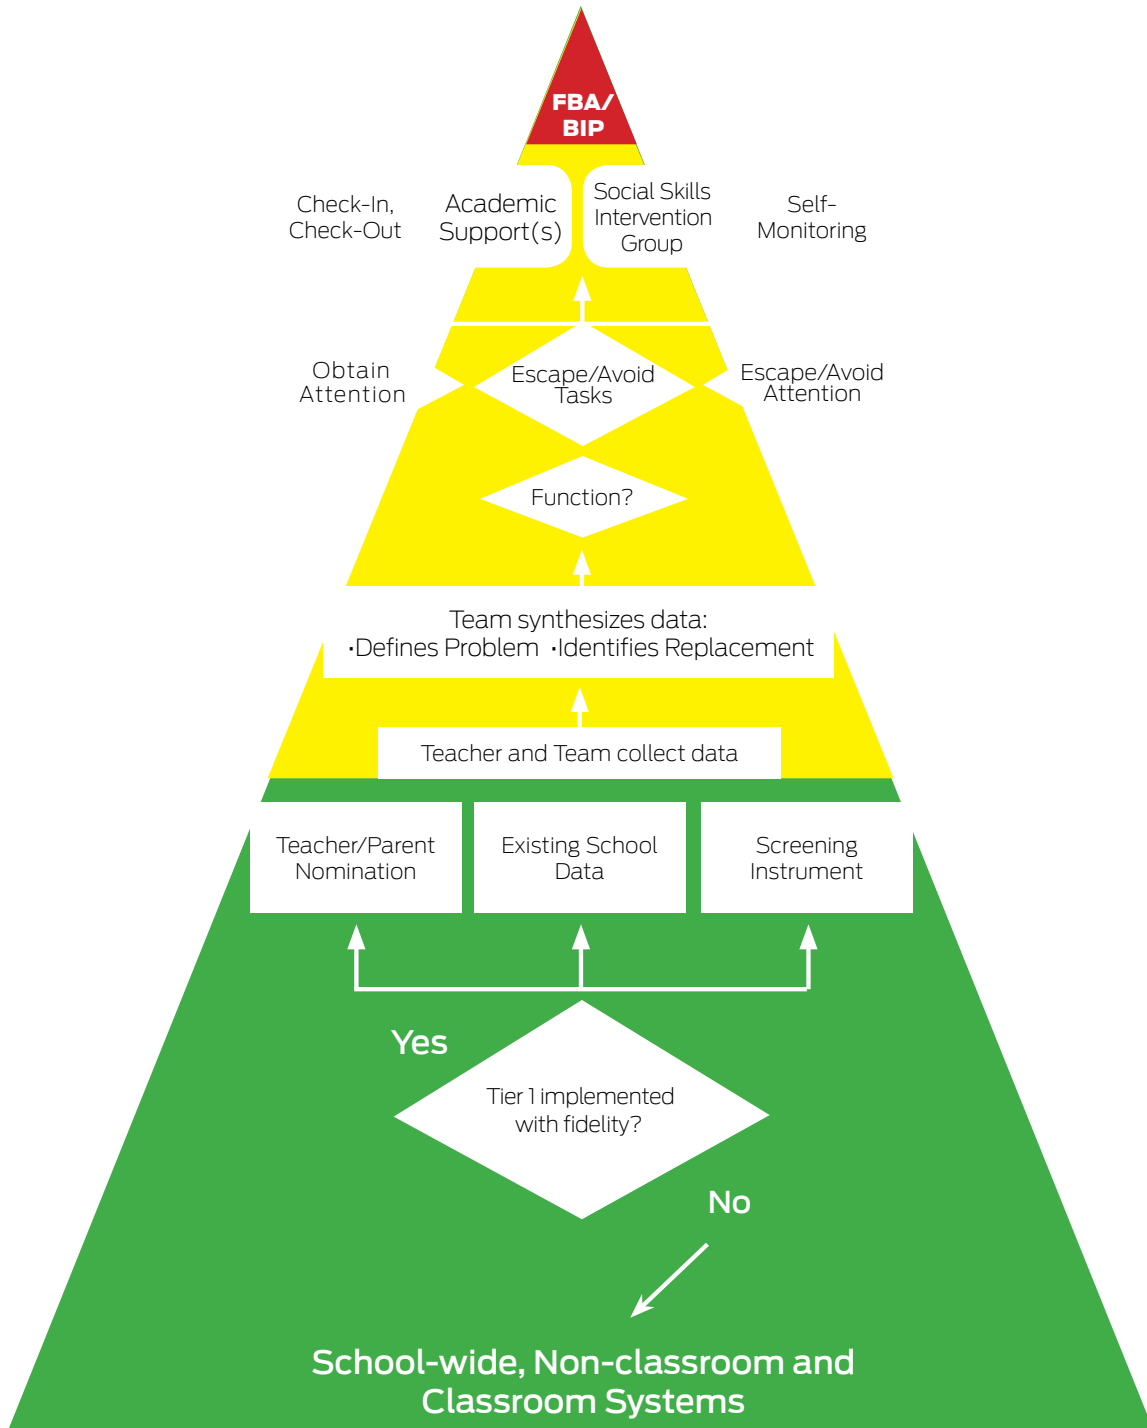 FBA/
BIP
Check-In,
Check-Out
Academic
Support(s)
Social Skills
Intervention
Group
Self-
Monitoring
Obtain
Attention
Escape/Avoid
Tasks
Escape/Avoid
Attention
Function?
Team synthesizes data:
·Defines Problem ·Identifies Replacement
Teacher and Team collect data
Teacher/Parent
Nomination
Existing School
Data
Screening
Instrument
Yes
Tier 1 implemented
with fidelity?
No
School-wide, Non-classroom and
Classroom Systems